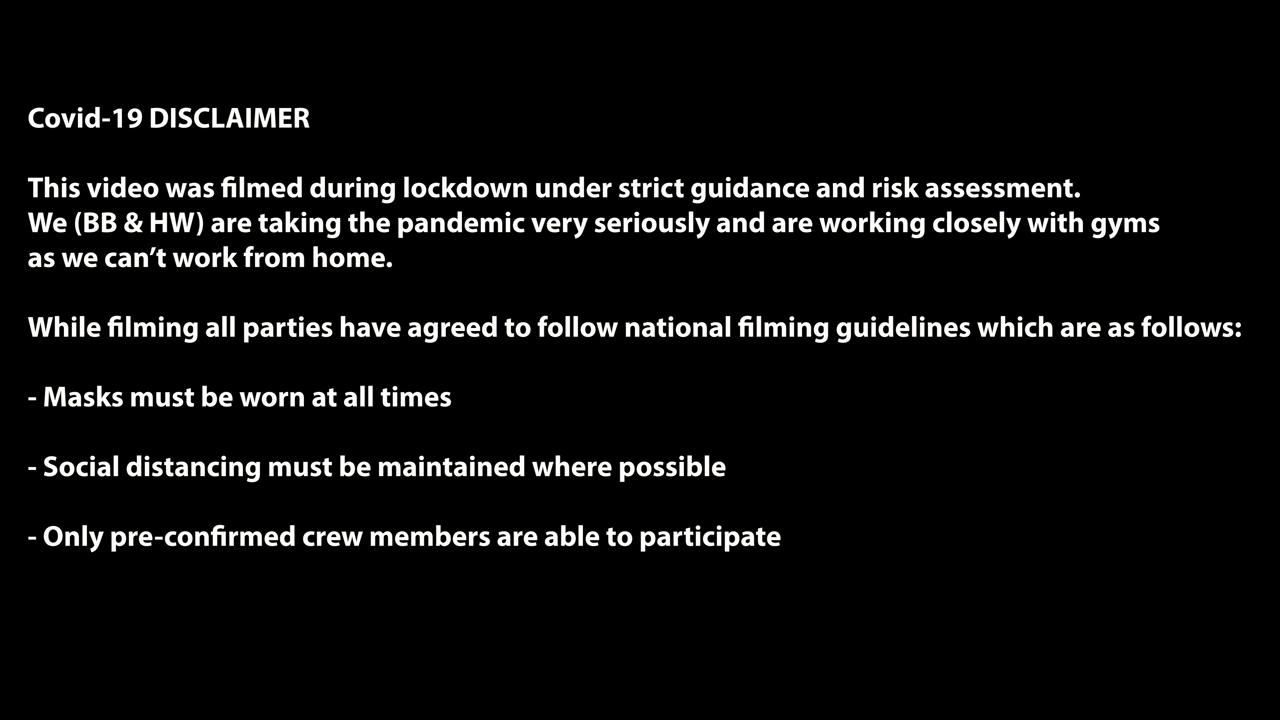 Covid-19 DISCLAIMER
This video was filmed during lockdown under strict guidance and risk assessment.
We (BB & HW) are taking the pandemic very seriously and are working closely with gyms
as we can’t work from home.
While filming all parties have agreed to follow national filming guidelines which are as follows:
- Masks must be worn at all times
- Social distancing must be maintained where possible
- Only pre-confirmed crew members are able to participate